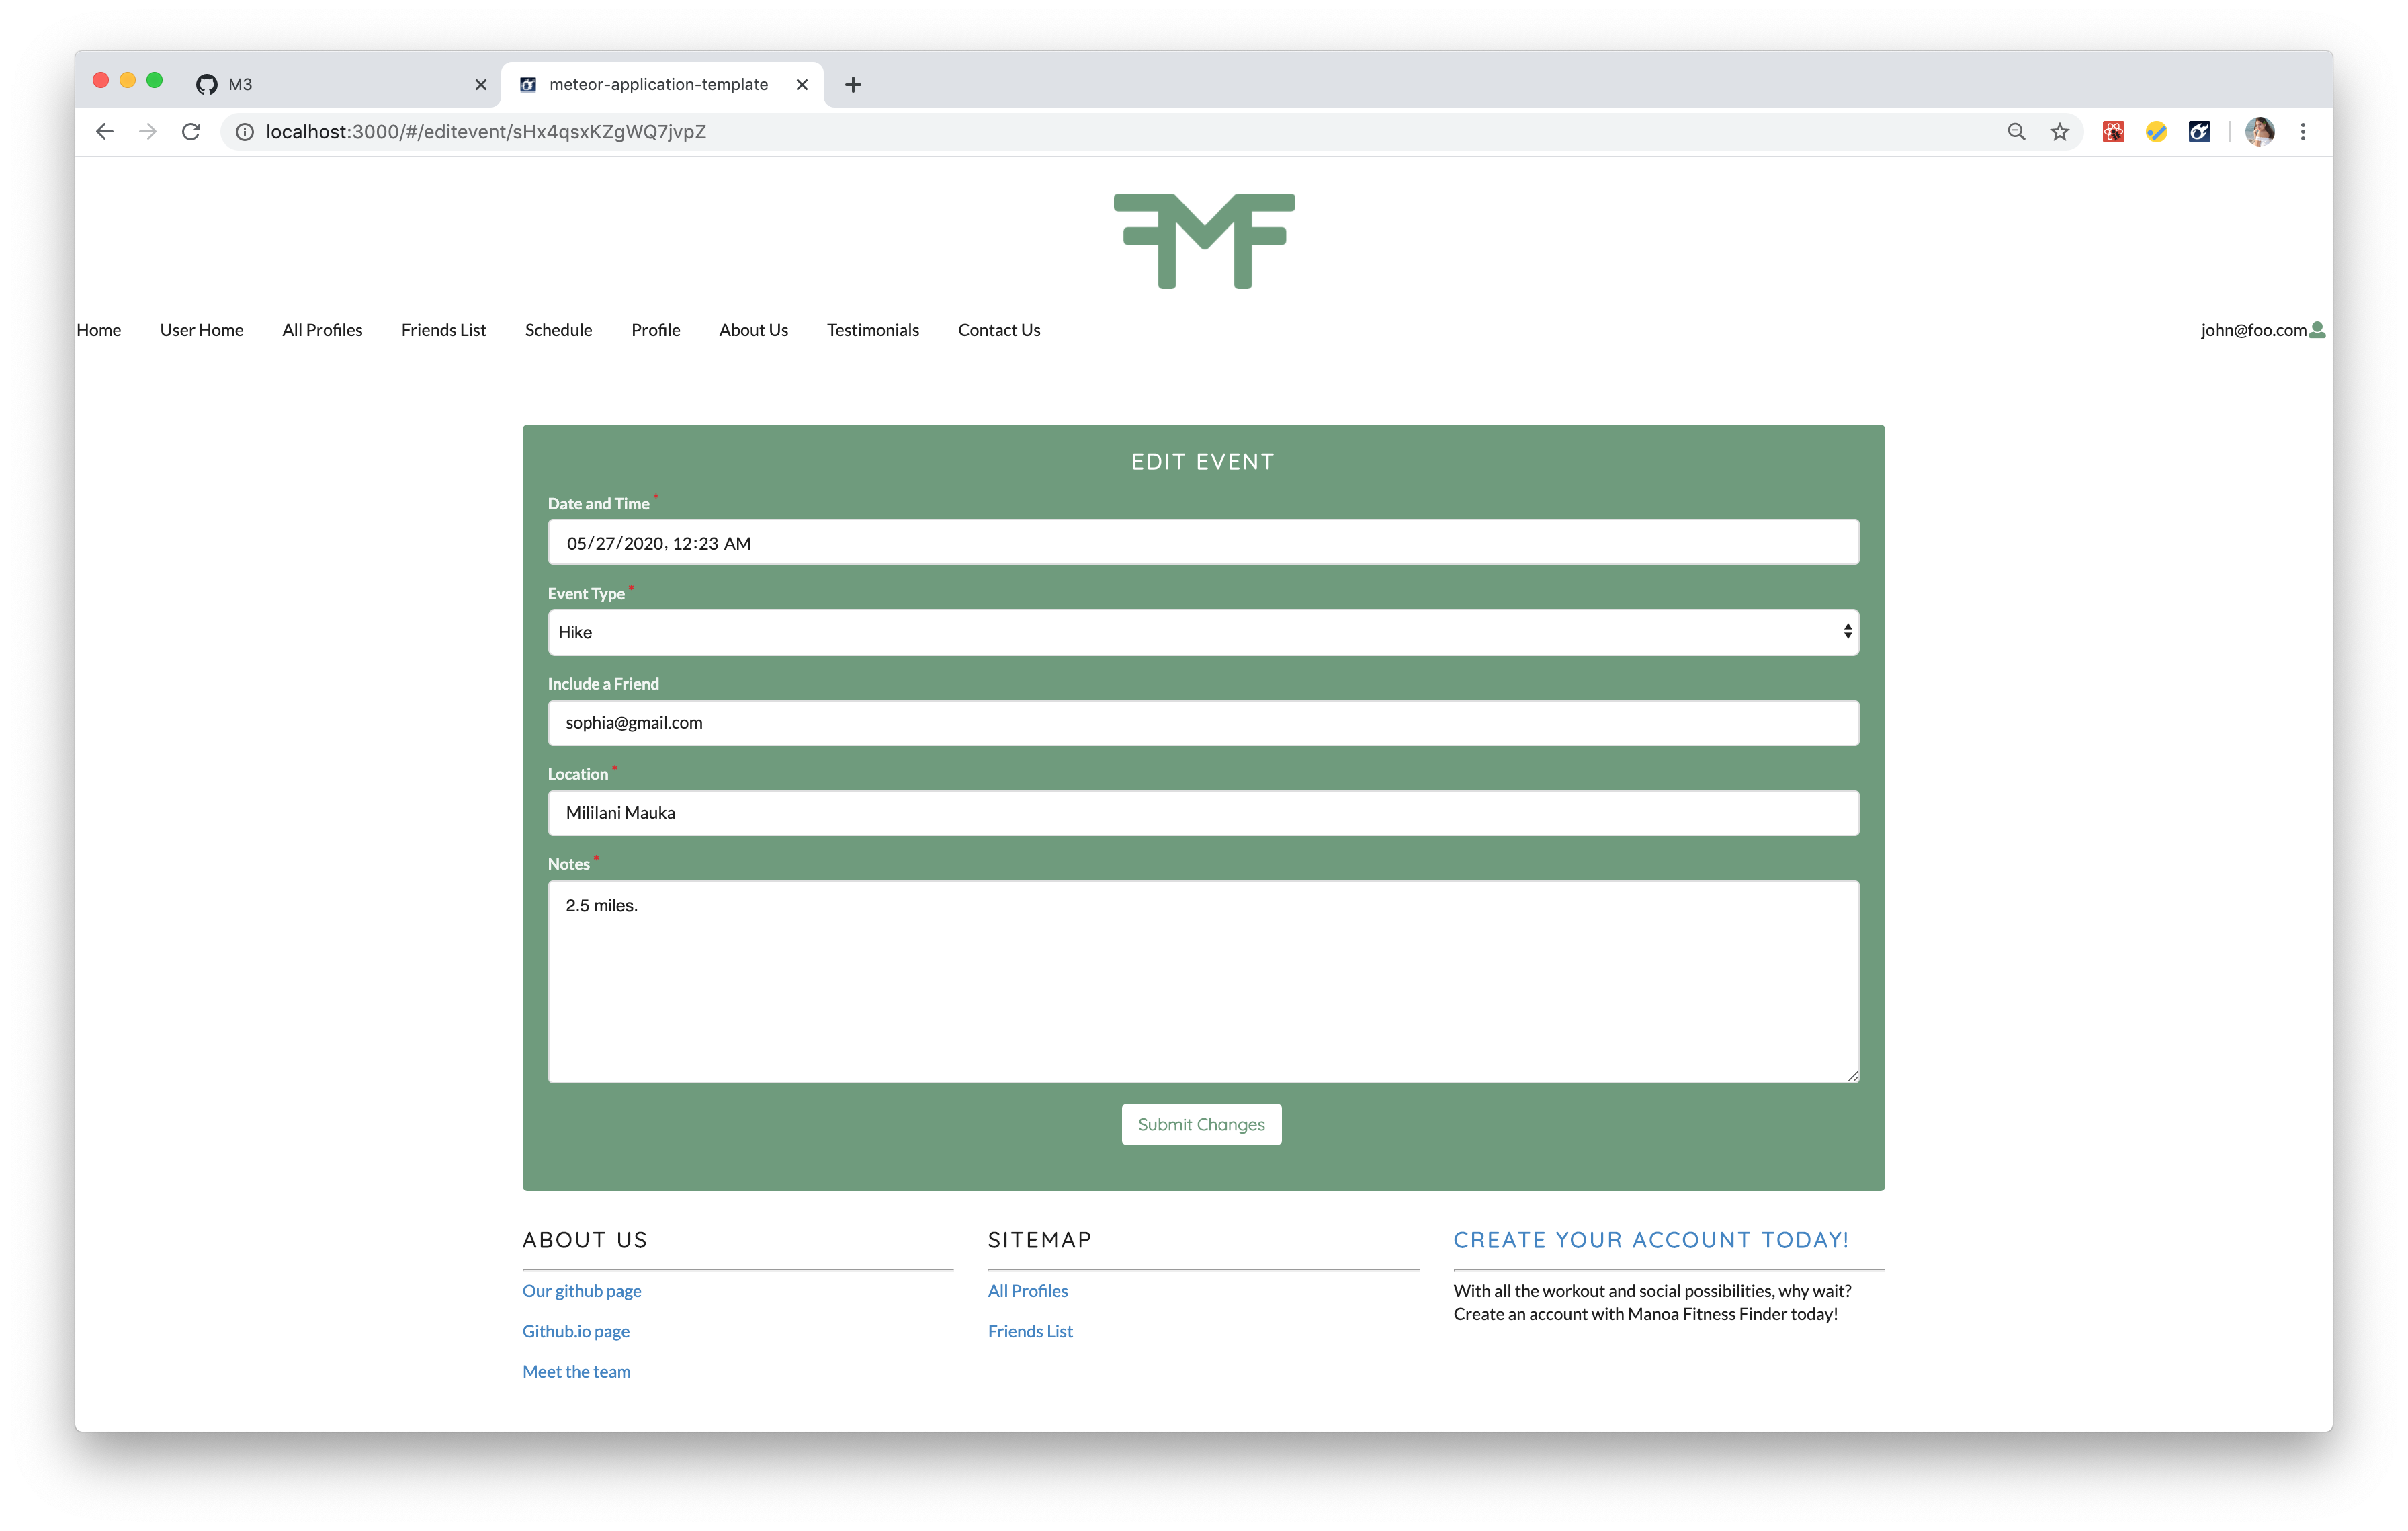 M3
meteor-application-template
localhost:3000/#/editevent/sHx4qsxKZgWQ7jvpZ
FMF
Home User Home All Profiles Friends List Schedule Profile About Us Testimonials Contact Us john@foo.com
EDIT EVENT
Date and Time *
05/27/2020, 12:23 AM
Event Type *
Hike
Include a Friend
sophia@gmail.com
Location *
Mililani Mauka
Notes *
2.5 miles.
Submit Changes
ABOUT US
Our github page
Github.io page
Meet the team
SITEMAP
All Profiles
Friends List
CREATE YOUR ACCOUNT TODAY!
With all the workout and social possibilities, why wait?
Create an account with Manoa Fitness Finder today!